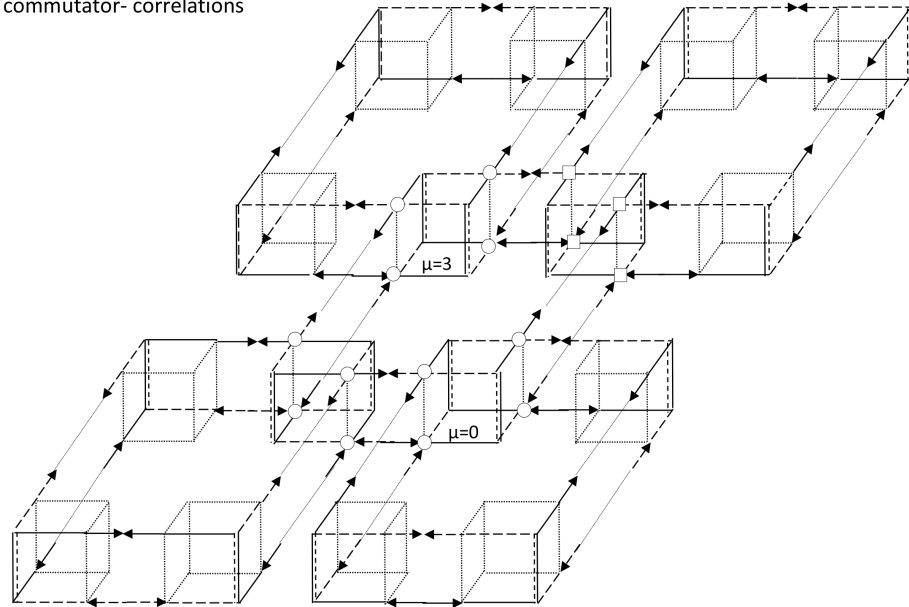 commutator- correlations
μ=3
μ=0